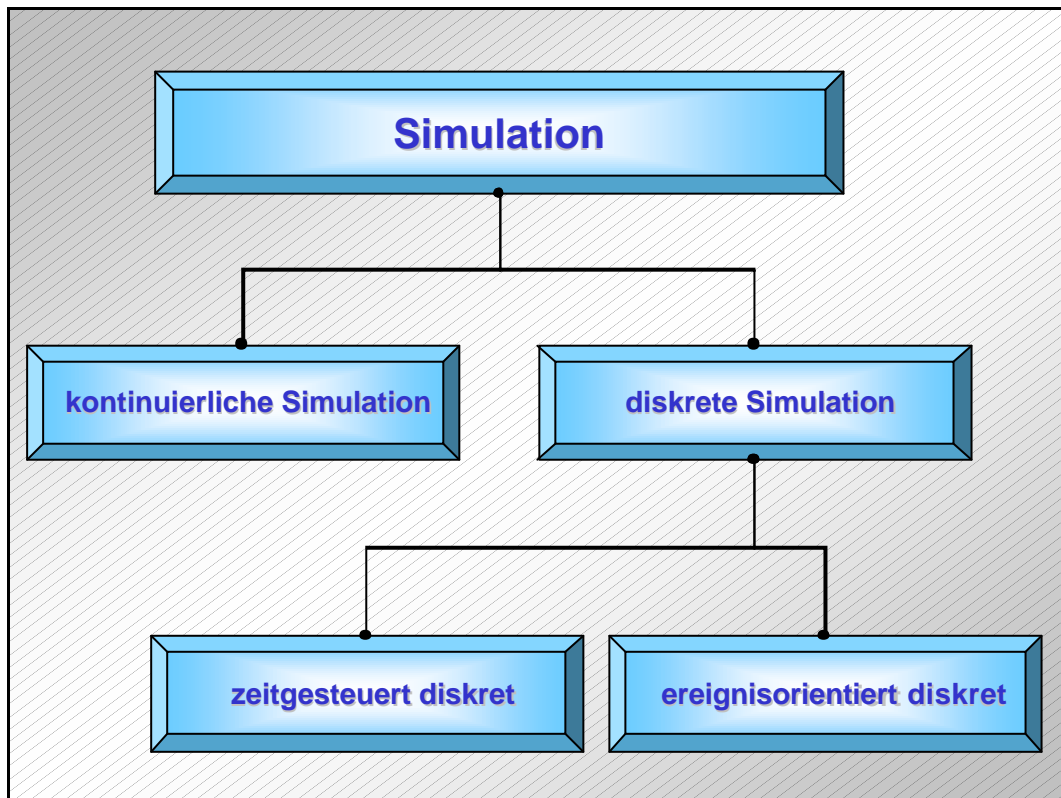 Simulation
kontinuierliche Simulation
diskrete Simulation
zeitgesteuert diskret
ereignisorientiert diskret